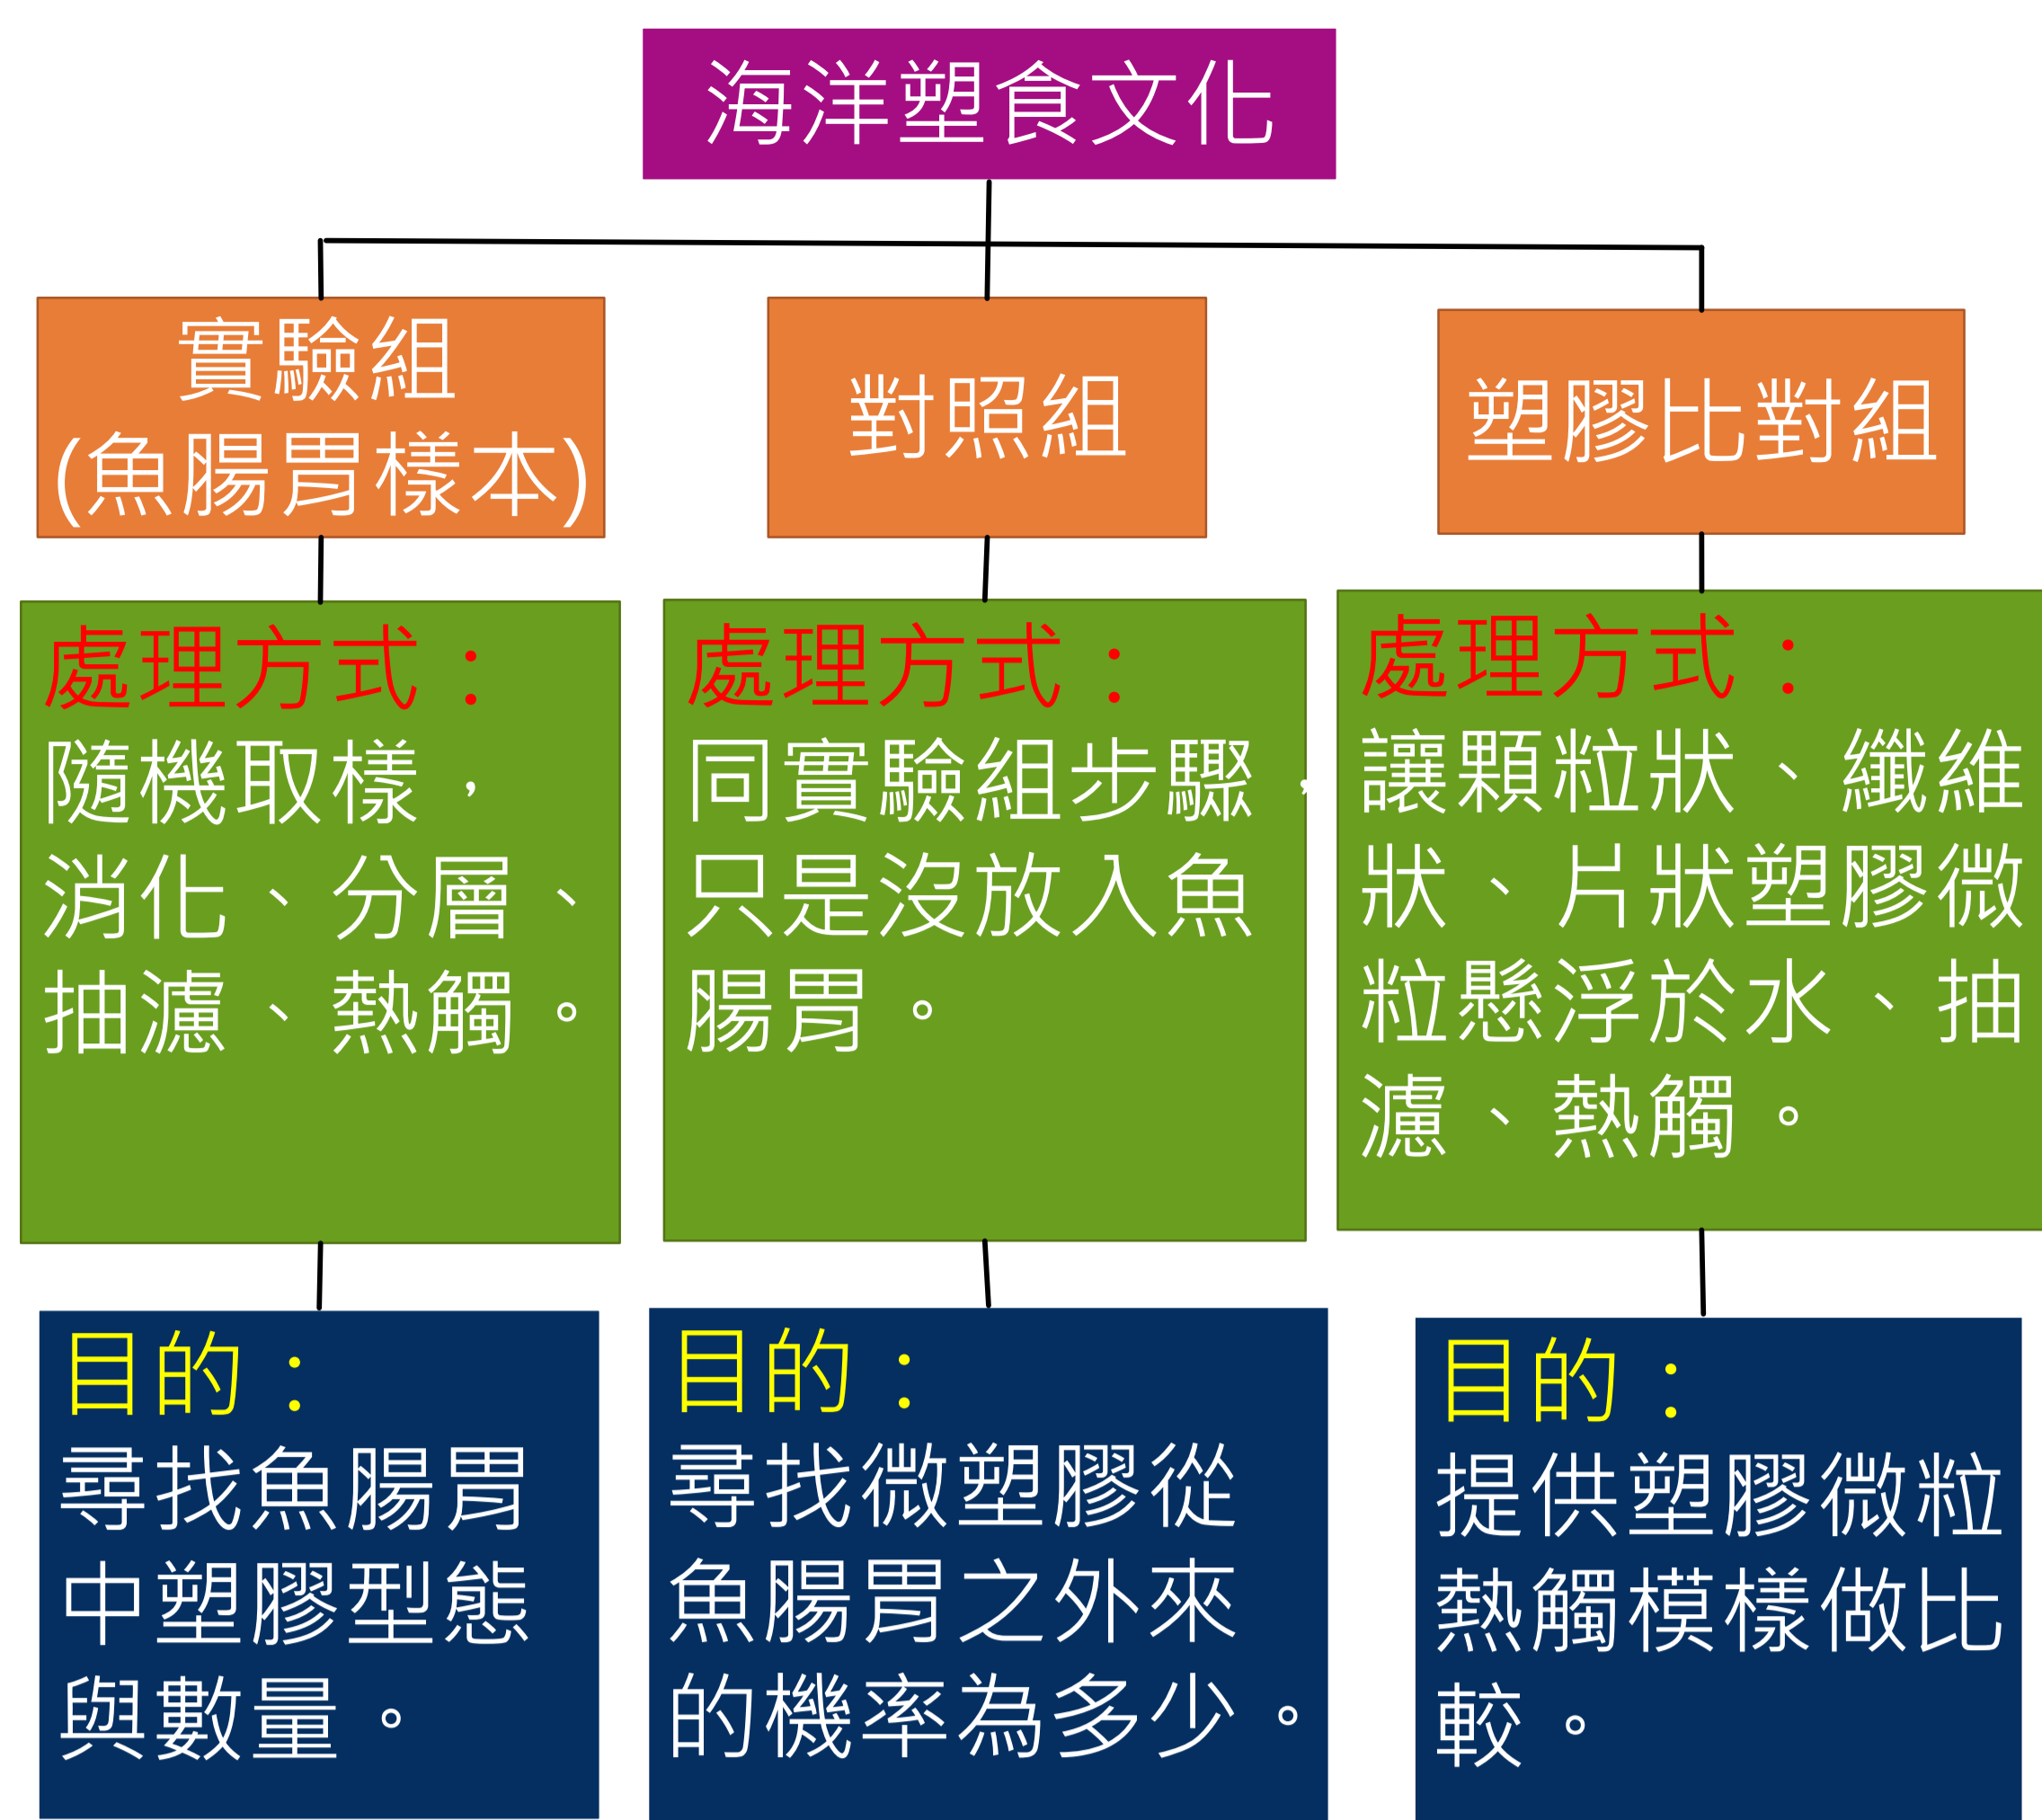 海洋塑食文化
實驗組
(魚腸胃樣本)
處理方式：
隨機取樣，
消化、分層、
抽濾、熱觸。
目的：
尋找魚腸胃
中塑膠型態
與數量。
對照組
處理方式：
同實驗組步驟，
只是沒放入魚
腸胃。
目的：
尋找微塑膠從
魚腸胃之外來
的機率為多少。
塑膠比對組
處理方式：
讓顆粒狀、纖維
狀、片狀塑膠微
粒懸浮於水、抽
濾、熱觸。
目的：
提供塑膠微粒
熱觸模樣做比
較。